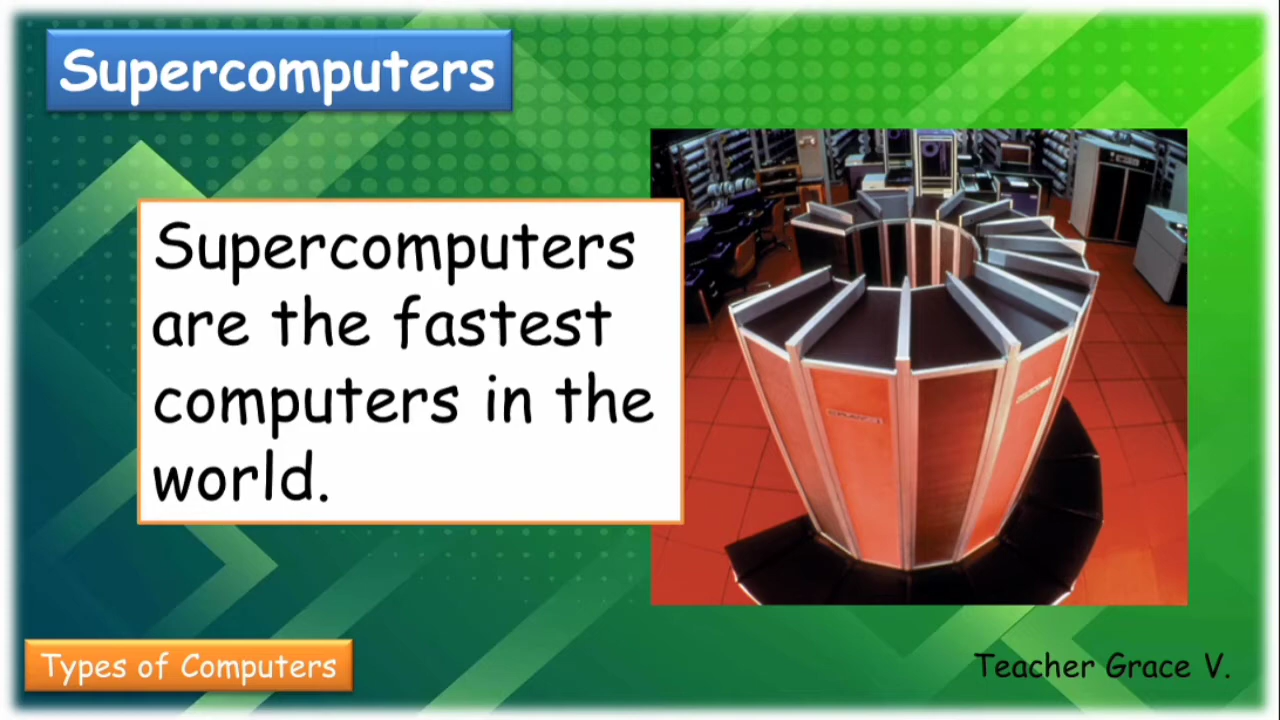 Supercomputers
Supercomputers
are the fastest
computers in the
world.
Types of Computers
Teacher Grace V.